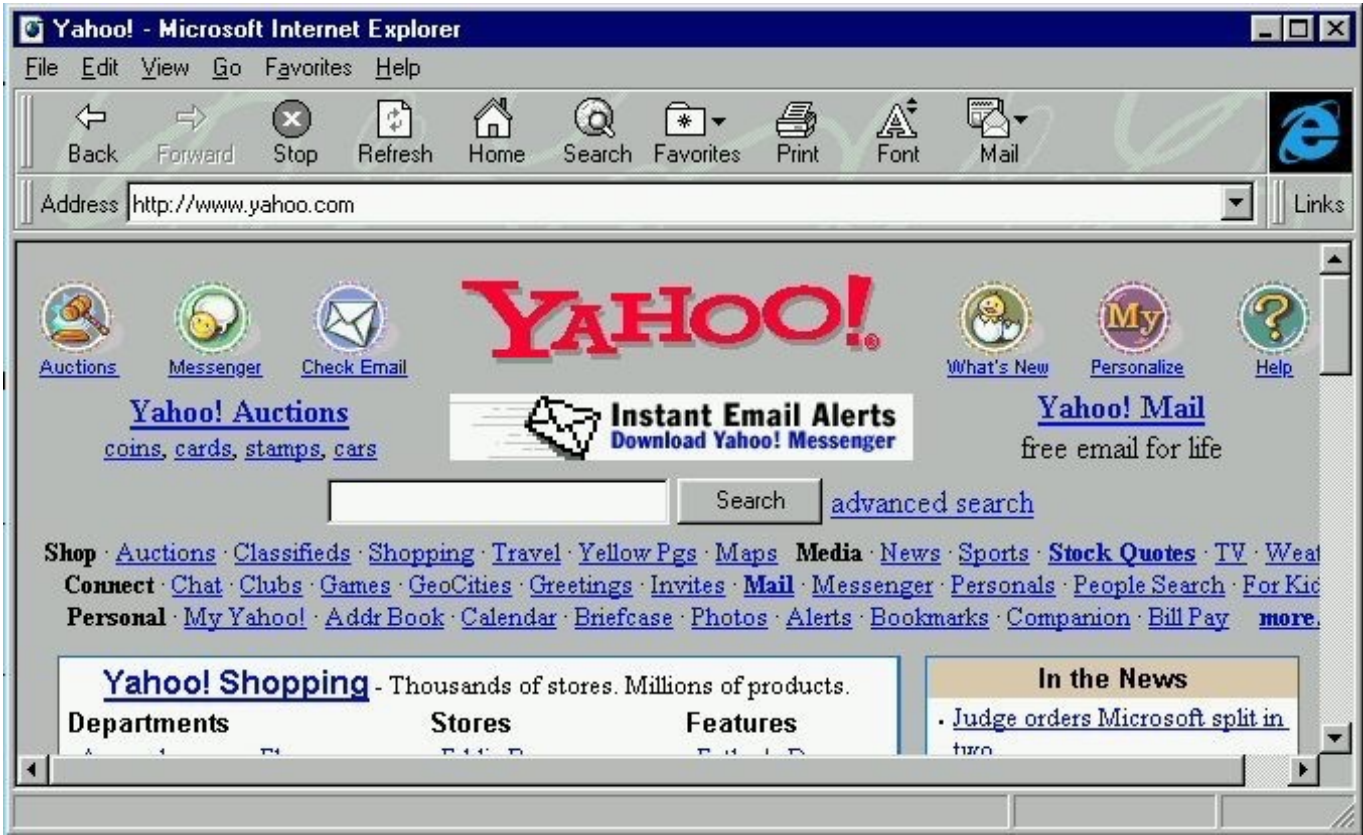 Yahoo! - Microsoft Internet Explorer
File Edit View Go Favorites Help
Back Forward Stop Refresh Home Search Favorites Print Font Mail
Address http://www.yahoo.com Links
YAHOO!
Auctions Messenger Check Email What's New My Personalize ? Help
Yahoo! Auctions Instant Email Alerts Yahoo! Mail
coins, cards, stamps, cars Download Yahoo! Messenger free email for life
Search advanced search
Shop · Auctions · Classifieds · Shopping · Travel · Yellow Pgs · Maps Media · News · Sports · Stock Quotes · TV ·
Connect · Chat · Clubs · Games · GeoCities · Greetings · Invites · Mail · Messenger · Personals · People Search · For
Personal · My Yahoo! · Addr Book · Calendar · Briefcase · Photos · Alerts · Bookmarks · Companion · Bill Pay more.
Yahoo! Shopping - Thousands of stores. Millions of products. In the News
Departments Stores Features · Judge orders Microsoft split in
two